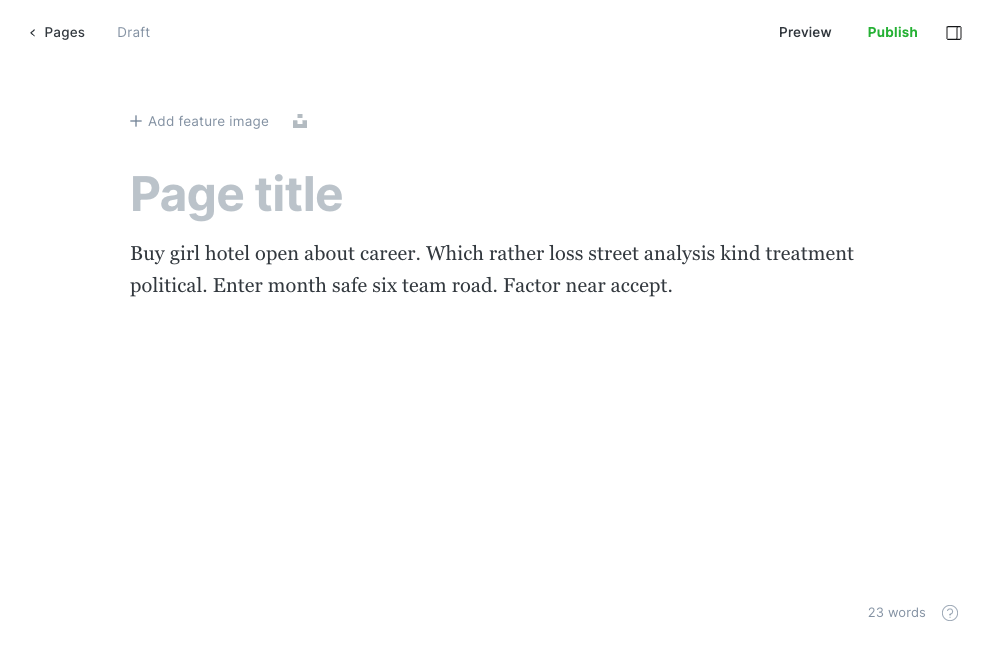 Pages
Draft
Preview
Publish
Add feature image
Page title
Buy girl hotel open about career. Which rather loss street analysis kind treatment
political. Enter month safe six team road. Factor near accept.
23 words
?